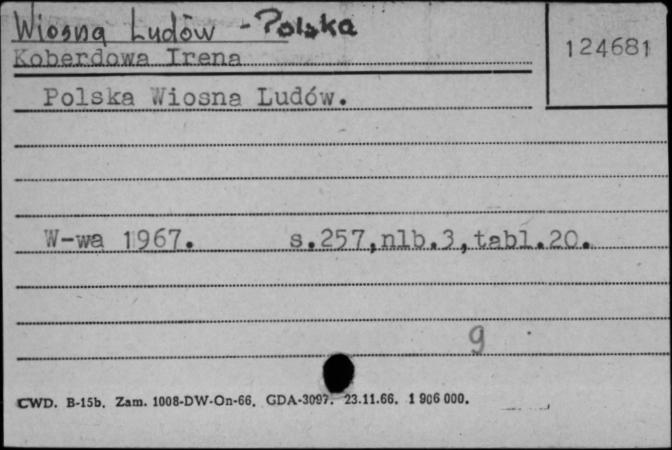 Wiosna Ludów - Polska
Koberdowa Irena
124681
Polska Wiosna Ludów.
W-wa 1967. s.257,nlb.3,tabl.20.
9
CWD. B-15b. Zam. 1008-DW-On-66. GDA-3097. 23.11.66. 1 906 000.